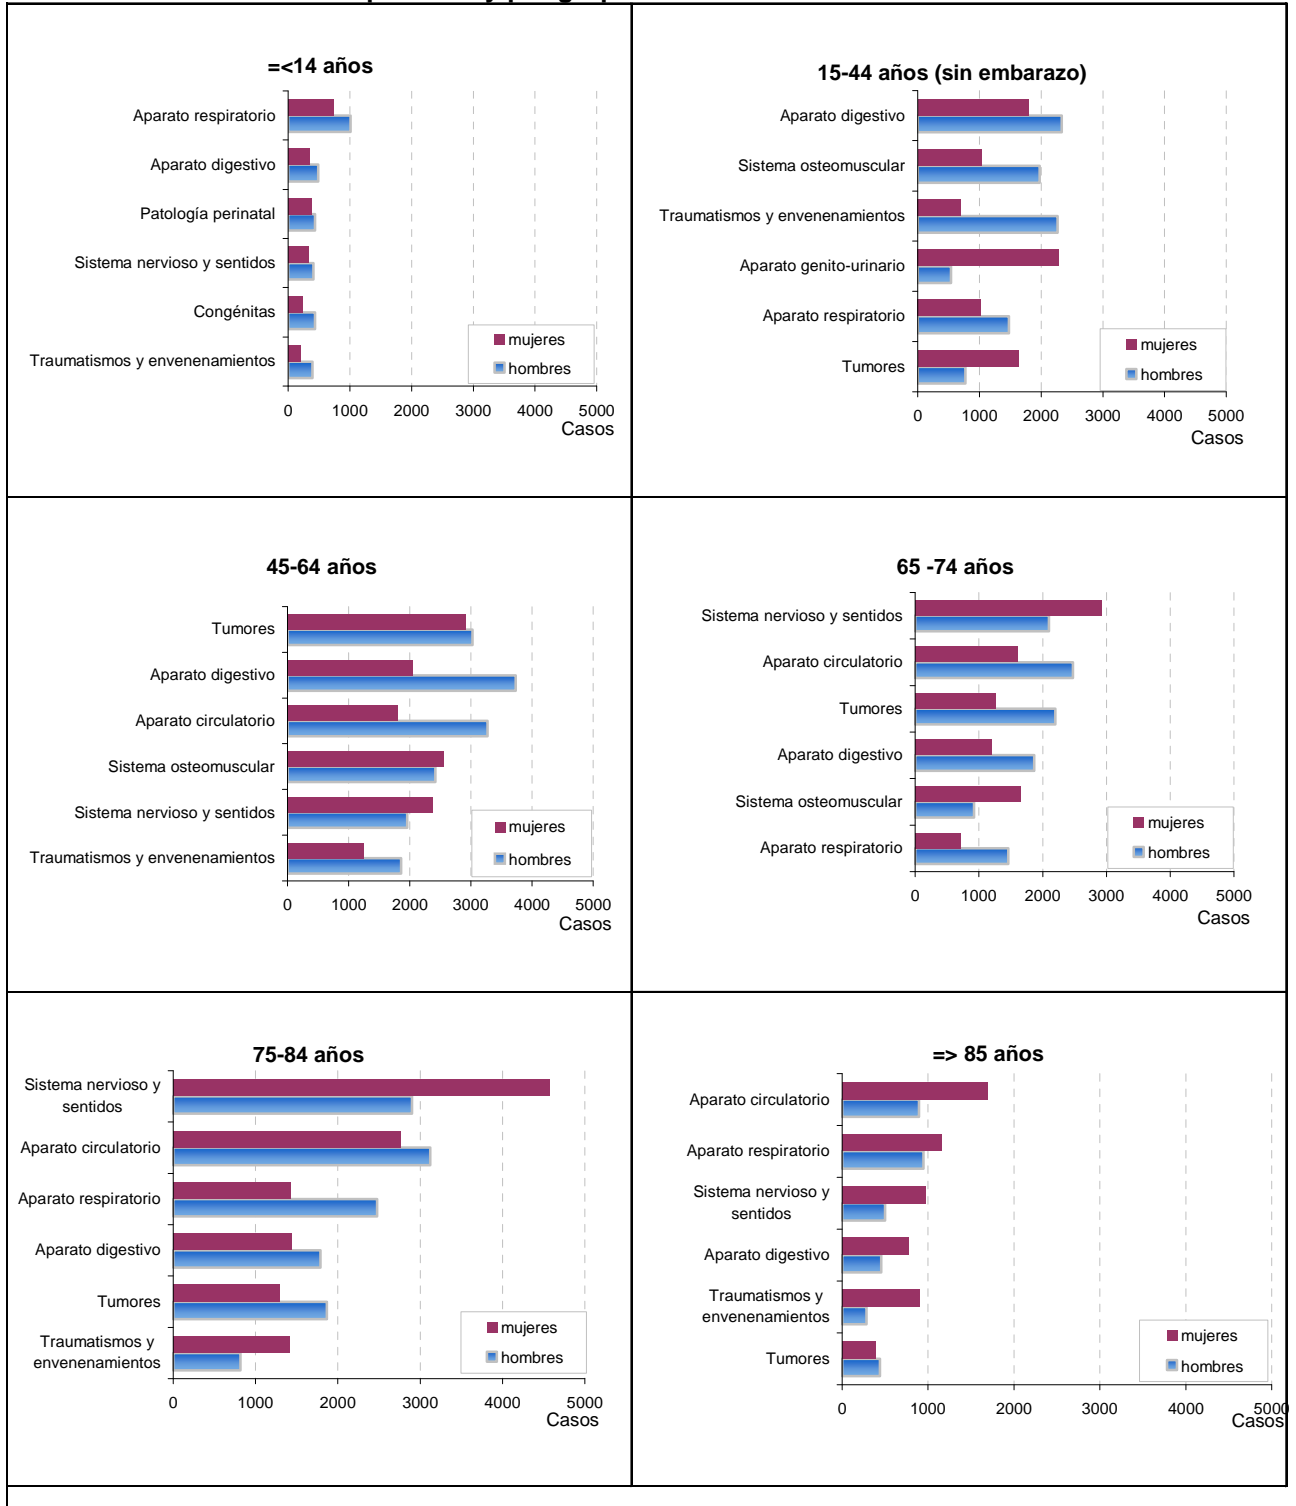 =<14 años
Aparato respiratorio
Aparato digestivo
Patología perinatal
Sistema nervioso y sentidos
Congénitas
Traumatismos y envenenamientos
mujeres
hombres
0 1000 2000 3000 4000 5000
Casos
15-44 años (sin embarazo)
Aparato digestivo
Sistema osteomuscular
Traumatismos y envenenamientos
Aparato genito-urinario
Aparato respiratorio
Tumores
mujeres
hombres
0 1000 2000 3000 4000 5000
Casos
45-64 años
Tumores
Aparato digestivo
Aparato circulatorio
Sistema osteomuscular
Sistema nervioso y sentidos
Traumatismos y envenenamientos
mujeres
hombres
0 1000 2000 3000 4000 5000
Casos
65 -74 años
Sistema nervioso y sentidos
Aparato circulatorio
Tumores
Aparato digestivo
Sistema osteomuscular
Aparato respiratorio
mujeres
hombres
0 1000 2000 3000 4000 5000
Casos
75-84 años
Sistema nervioso y
sentidos
Aparato circulatorio
Aparato respiratorio
Aparato digestivo
Tumores
Traumatismos y
envenenamientos
mujeres
hombres
0 1000 2000 3000 4000 5000
Casos
=> 85 años
Aparato circulatorio
Aparato respiratorio
Sistema nervioso y
sentidos
Aparato digestivo
Traumatismos y
envenenamientos
Tumores
mujeres
hombres
0 1000 2000 3000 4000 5000
Casos